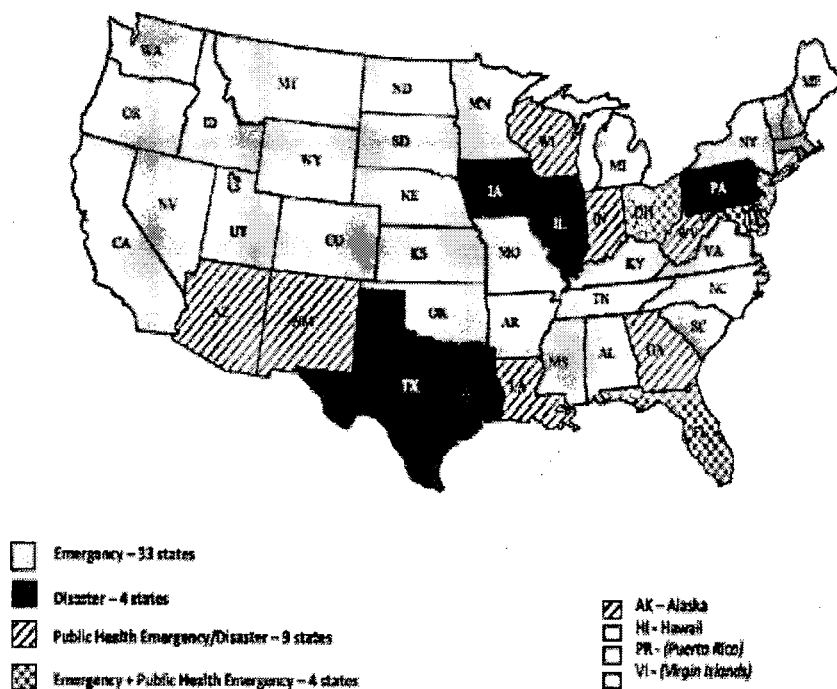 WA
MT
ND
MN
ME
OR
ID
SD
WI
NY
WY
MI
IA
PA
NE
NV
IL
IN
OH
UT
CO
KS
MO
WV
VA
CA
KY
NC
TN
AZ
NM
OK
AR
SC
MS
AL
GA
TX
LA
FL
Emergency – 33 states
Disaster – 4 states
Public Health Emergency/Disaster – 9 states
Emergency + Public Health Emergency – 4 states
AK – Alaska
HI - Hawaii
PR - (Puerto Rico)
VI - (Virgin Islands)